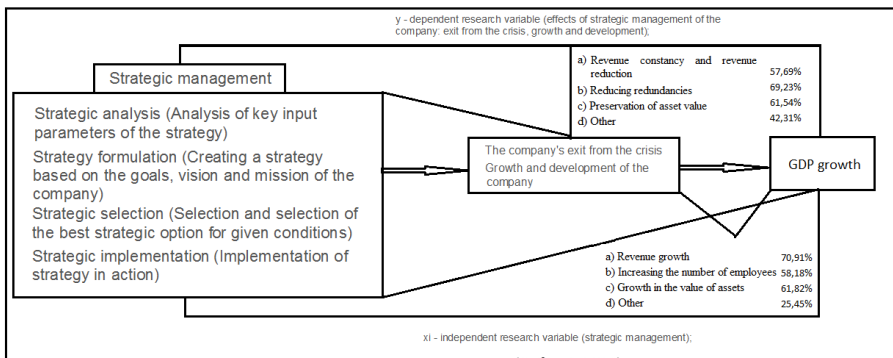 y - dependent research variable (effects of strategic management of the
company: exit from the crisis, growth and development);
Strategic management
Strategic analysis (Analysis of key input
parameters of the strategy)
Strategy formulation (Creating a strategy
based on the goals, vision and mission of the
company)
Strategic selection (Selection and selection of
the best strategic option for given conditions)
Strategic implementation (Implementation of
strategy in action)
a) Revenue constancy and revenue
reduction 57,69%
b) Reducing redundancies 69,23%
c) Preservation of asset value 61,54%
d) Other 42,31%
The company's exit from the crisis
Growth and development of the
company
GDP growth
a) Revenue growth 70,91%
b) Increasing the number of employees 58,18%
c) Growth in the value of assets 61,82%
d) Other 25,45%
xi - independent research variable (strategic management);